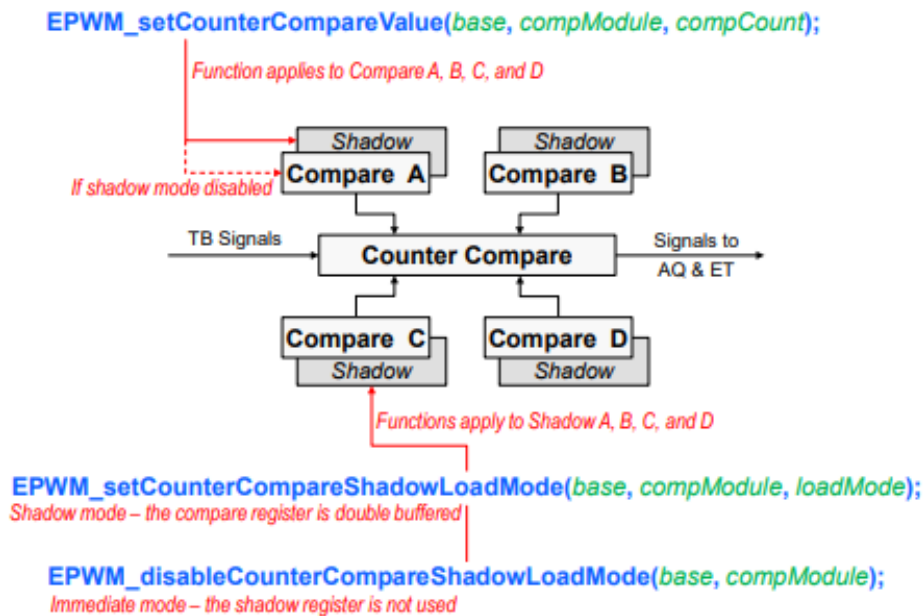 EPWM_setCounterCompareValue(base, compModule, compCount);
Function applies to Compare A, B, C, and D
Shadow
Shadow
Compare A
Compare B
If shadow mode disabled
TB Signals
Counter Compare
Signals to
AQ & ET
Compare C
Compare D
Shadow
Shadow
Functions apply to Shadow A, B, C, and D
EPWM_setCounterCompareShadowLoadMode(base, compModule, loadMode);
Shadow mode – the compare register is double buffered
EPWM_disableCounterCompareShadowLoadMode(base, compModule);
Immediate mode – the shadow register is not used